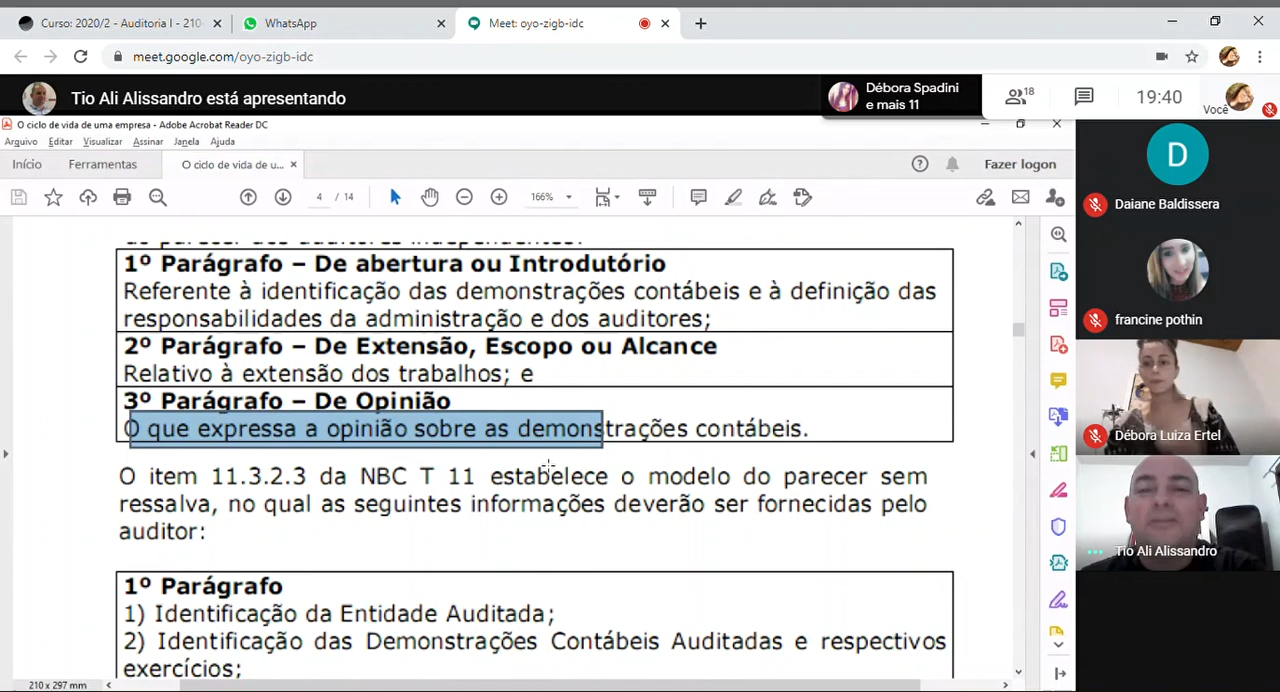 Curso: 2020/2 - Auditoria I - 210
WhatsApp
Meet: oyo-zigb-idc
meet.google.com/oyo-zigb-idc
Tio Ali Alissandro está apresentando
Débora Spadini
e mais 11
18
19:40
Você
O ciclo de vida de uma empresa - Adobe Acrobat Reader DC
Arquivo Editar Visualizar Assinar Janela Ajuda
Início Ferramentas O ciclo de vida de u... Fazer logon
4 / 14 166%
ao parecer dos auditores independentes:
1º Parágrafo – De abertura ou Introdutório
Referente à identificação das demonstrações contábeis e à definição das
responsabilidades da administração e dos auditores;
2º Parágrafo – De Extensão, Escopo ou Alcance
Relativo à extensão dos trabalhos; e
3º Parágrafo – De Opinião
O que expressa a opinião sobre as demonstrações contábeis.
O item 11.3.2.3 da NBC T 11 estabelece o modelo do parecer sem
ressalva, no qual as seguintes informações deverão ser fornecidas pelo
auditor:
1º Parágrafo
1) Identificação da Entidade Auditada;
2) Identificação das Demonstrações Contábeis Auditadas e respectivos
exercícios;
210 x 297 mm
D
Daiane Baldissera
francine pothin
Débora Luiza Ertel
Tio Ali Alissandro